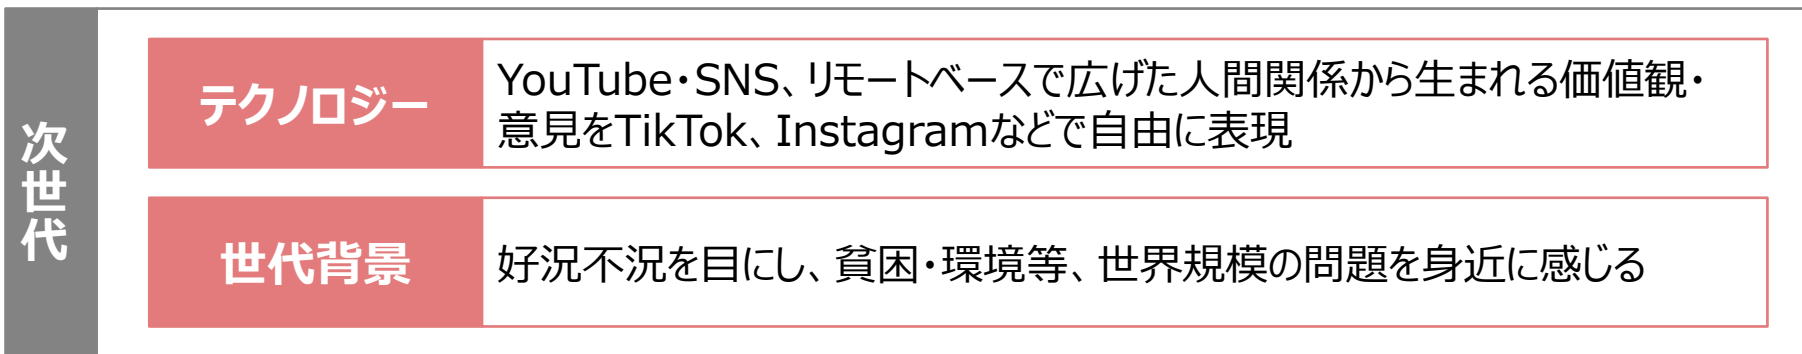 次世代
テクノロジー
YouTube・SNS、リモートベースで広げた人間関係から生まれる価値観・
意見をTikTok、Instagramなどで自由に表現
世代背景
好況不況を目にし、貧困・環境等、世界規模の問題を身近に感じる